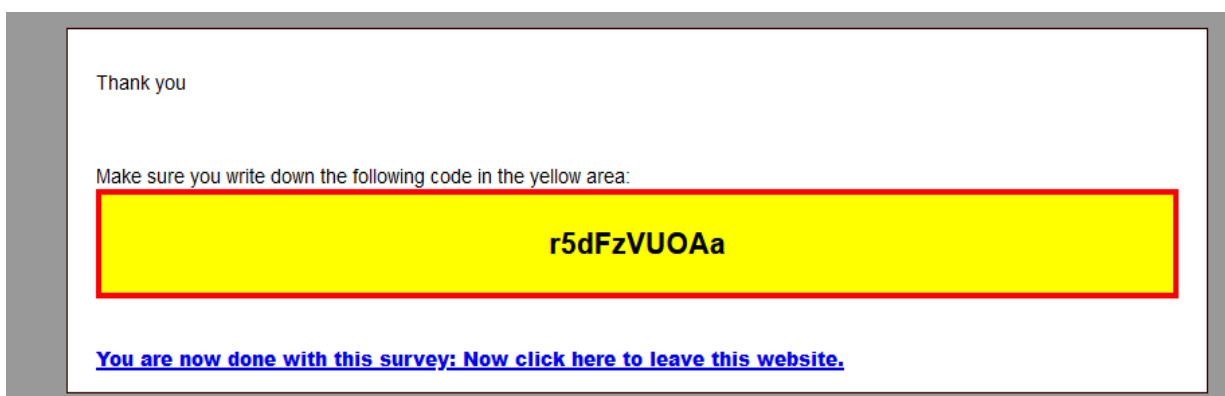 Thank you
Make sure you write down the following code in the yellow area:
r5dFzVUOAa
You are now done with this survey: Now click here to leave this website.